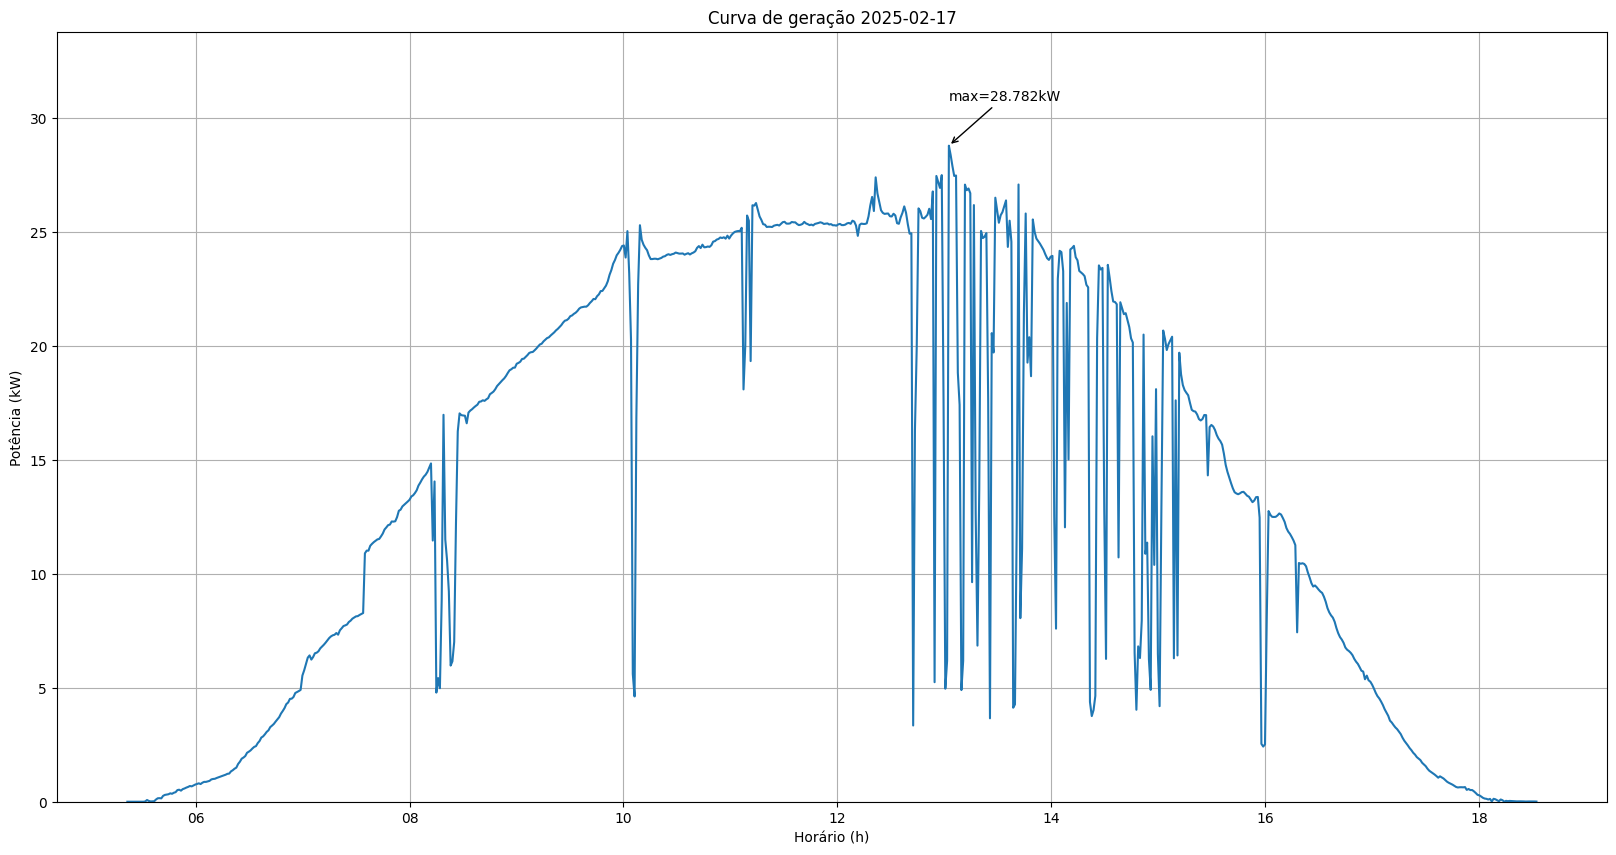 Curva de geração 2025-02-17
max=28.782kW
30
25
20
15
10
5
0
Potência (kW)
06 08 10 12 14 16 18
Horário (h)